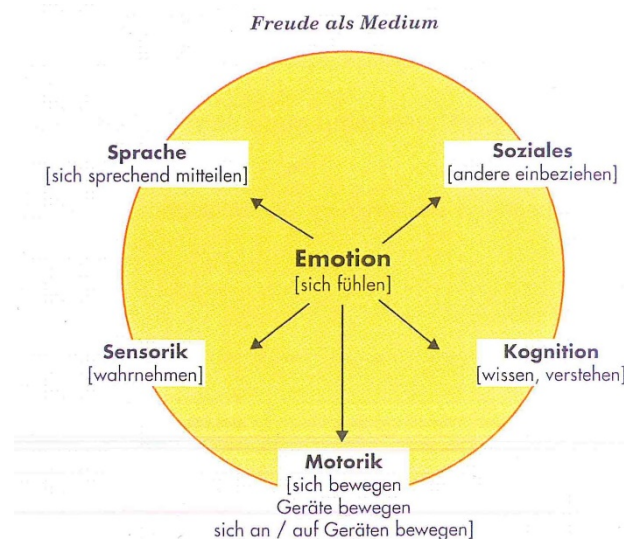 Freude als Medium
Sprache
[sich sprechend mitteilen]
Soziales
[andere einbeziehen]
Emotion
[sich fühlen]
Sensorik
[wahrnehmen]
Kognition
[wissen, verstehen]
Motorik
[sich bewegen
Geräte bewegen
sich an / auf Geräten bewegen]